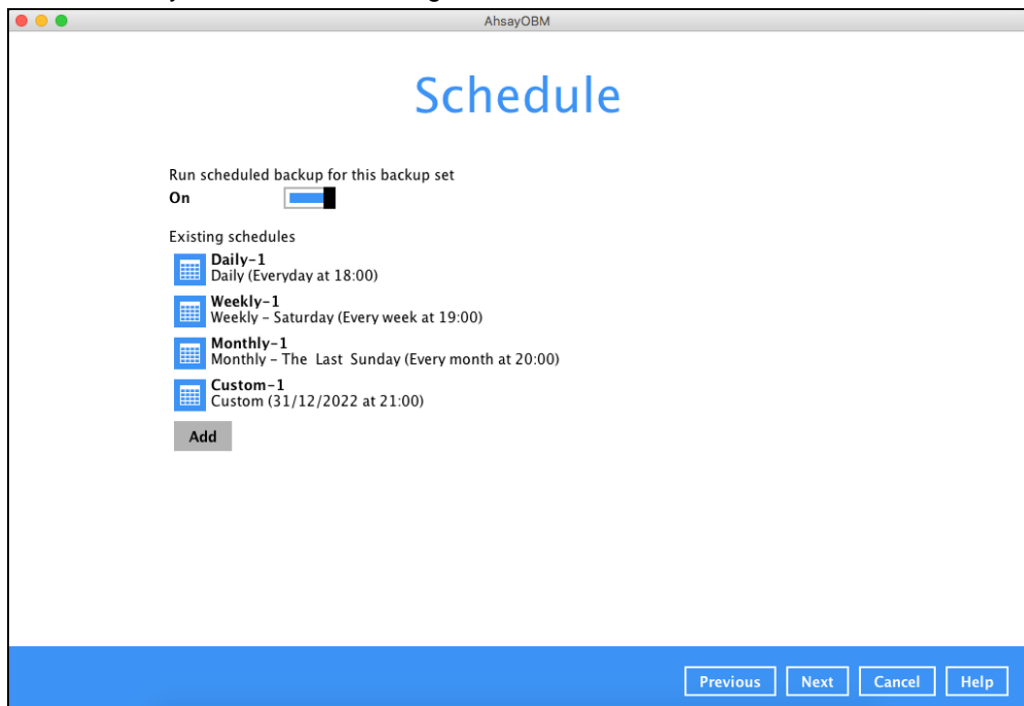 AhsayOBM
Schedule
Run scheduled backup for this backup set
On
Existing schedules
Daily-1
Daily (Everyday at 18:00)
Weekly-1
Weekly - Saturday (Every week at 19:00)
Monthly-1
Monthly - The Last Sunday (Every month at 20:00)
Custom-1
Custom (31/12/2022 at 21:00)
Add
Previous Next Cancel Help